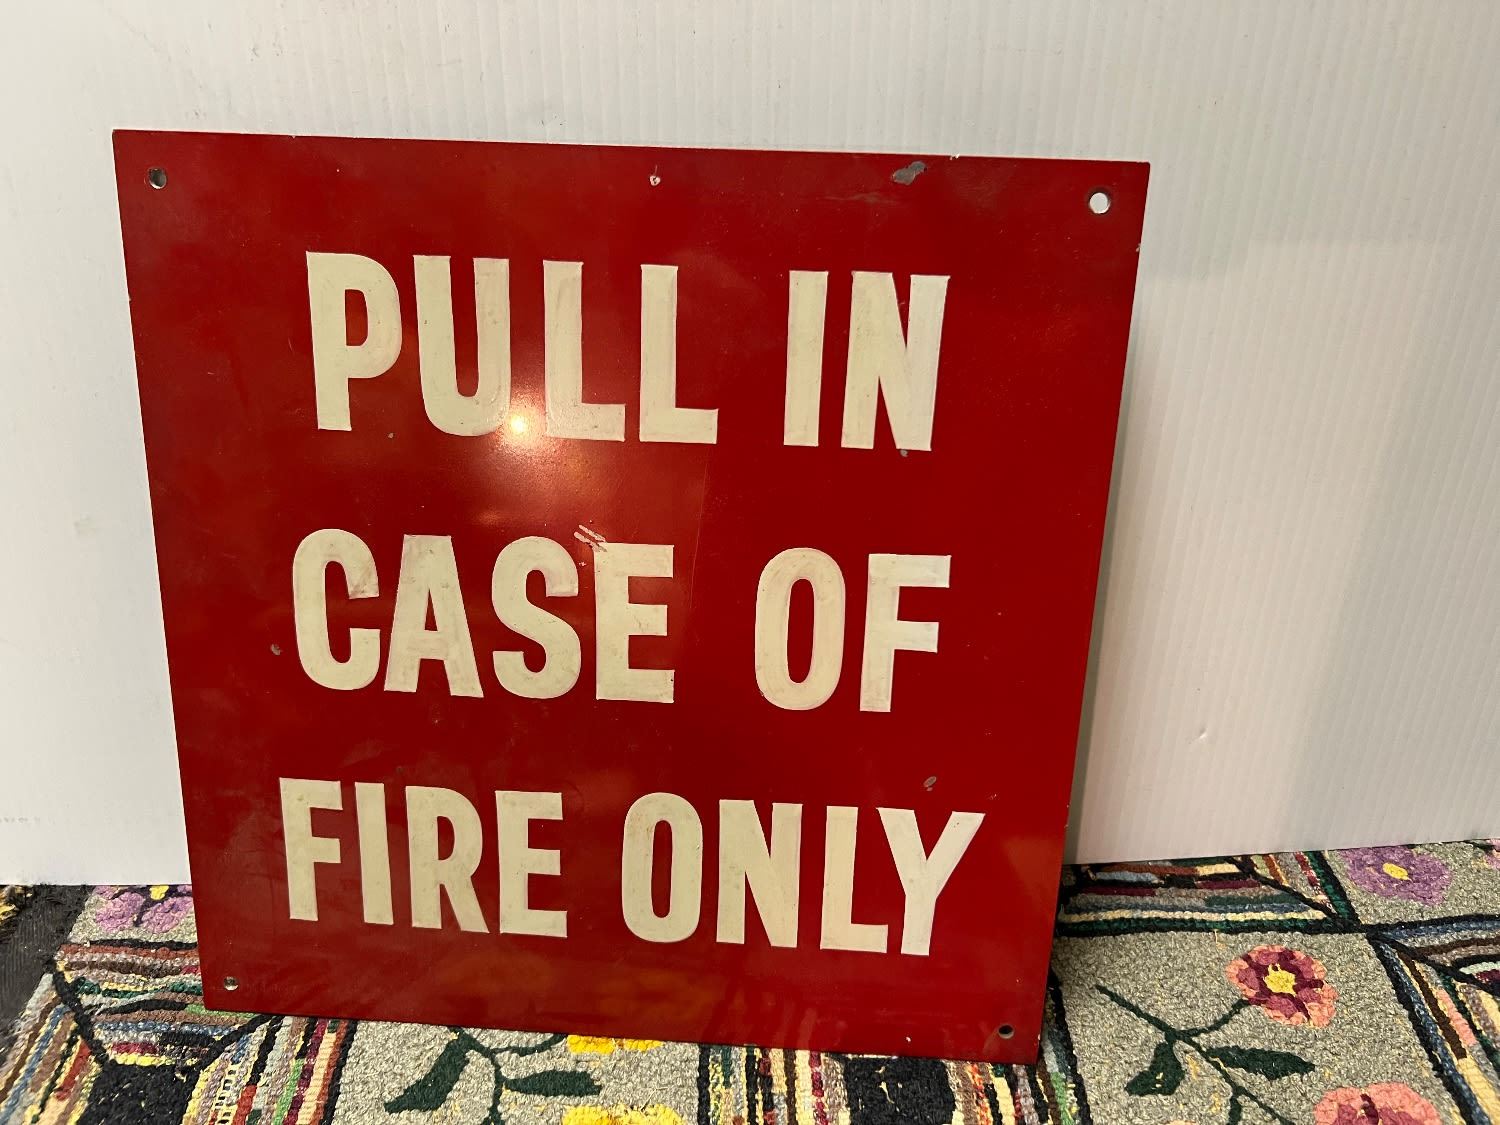 PULL IN
CASE OF
FIRE ONLY